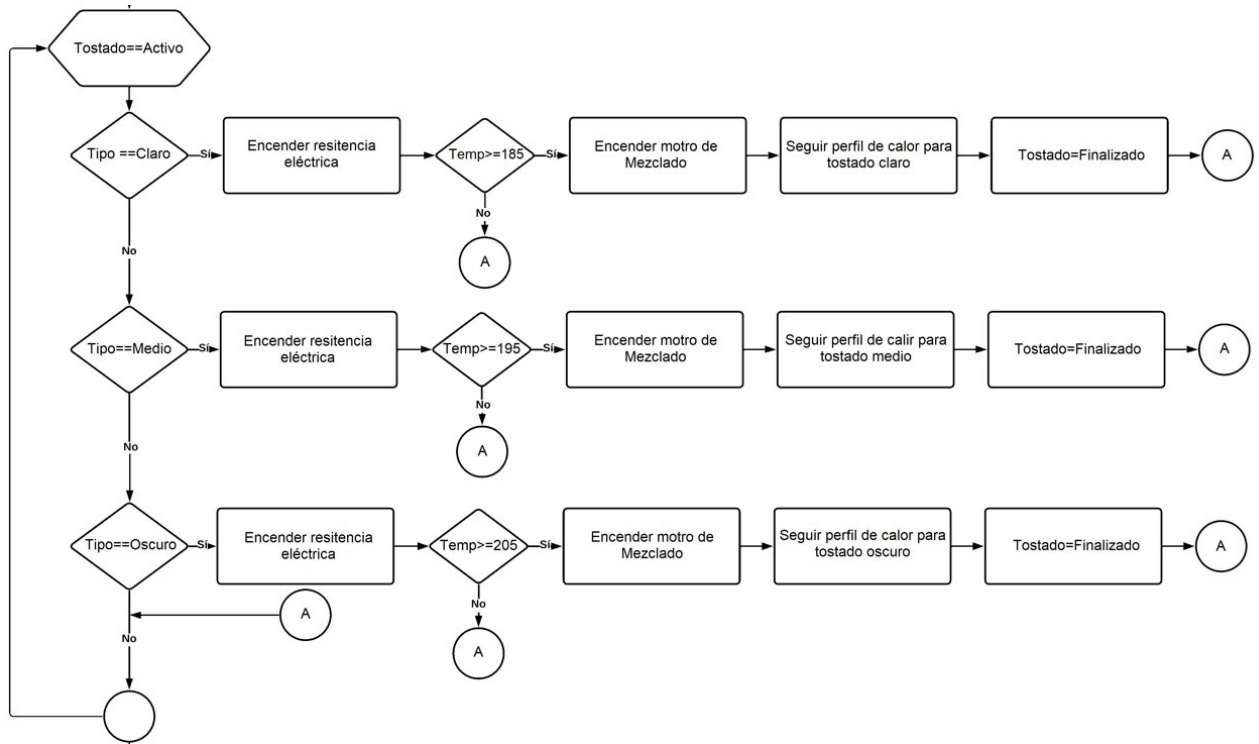 Tostado==Activo
Tipo ==Claro
Sí
Encender resitencia
eléctrica
Temp>=185
Sí
Encender motro de
Mezclado
Seguir perfil de calor para
tostado claro
Tostado=Finalizado
A
No
A
No
Tipo==Medio
Sí
Encender resitencia
eléctrica
Temp>=195
Sí
Encender motro de
Mezclado
Seguir perfil de calir para
tostado medio
Tostado=Finalizado
A
No
A
No
Tipo==Oscuro
Sí
Encender resitencia
eléctrica
Temp>=205
Sí
Encender motro de
Mezclado
Seguir perfil de calor para
tostado oscuro
Tostado=Finalizado
A
No
A
A
No